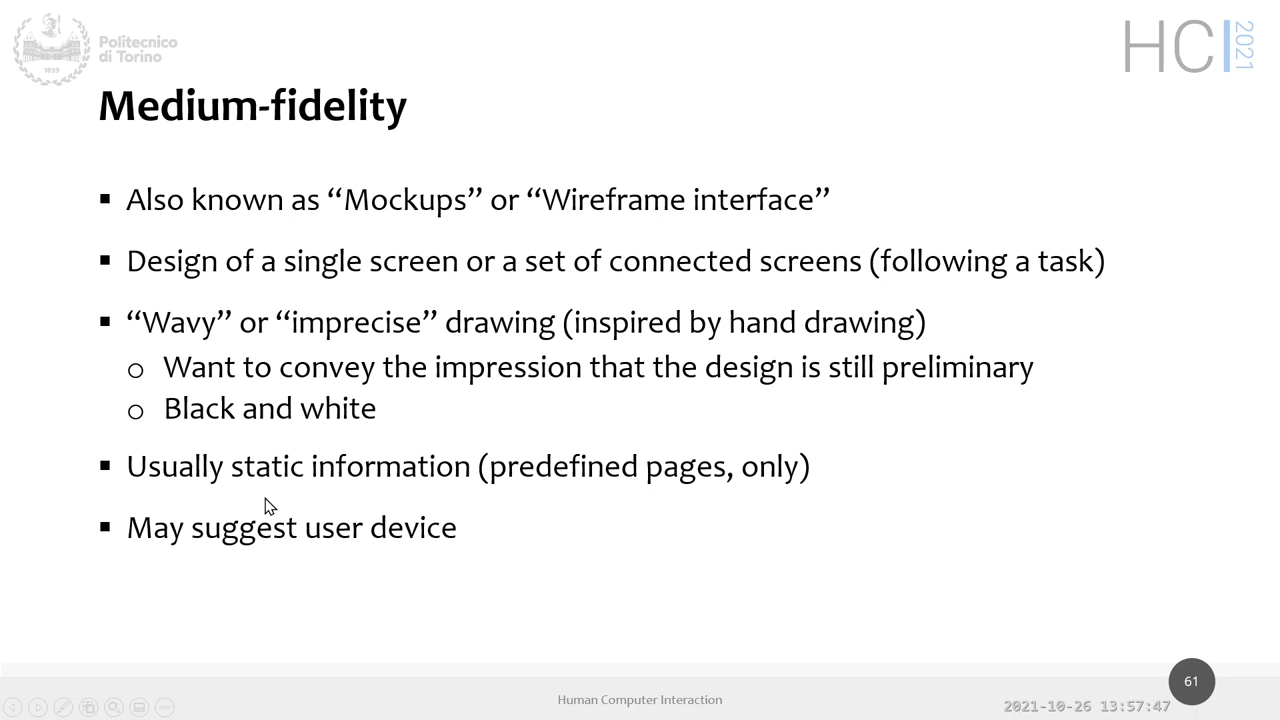 Politecnico
di Torino
1859
HCI 2021
Medium-fidelity
▪ Also known as “Mockups” or “Wireframe interface”
▪ Design of a single screen or a set of connected screens (following a task)
▪ “Wavy” or “imprecise” drawing (inspired by hand drawing)
o Want to convey the impression that the design is still preliminary
o Black and white
▪ Usually static information (predefined pages, only)
▪ May suggest user device
61
Human Computer Interaction
2021-10-26 13:57:47